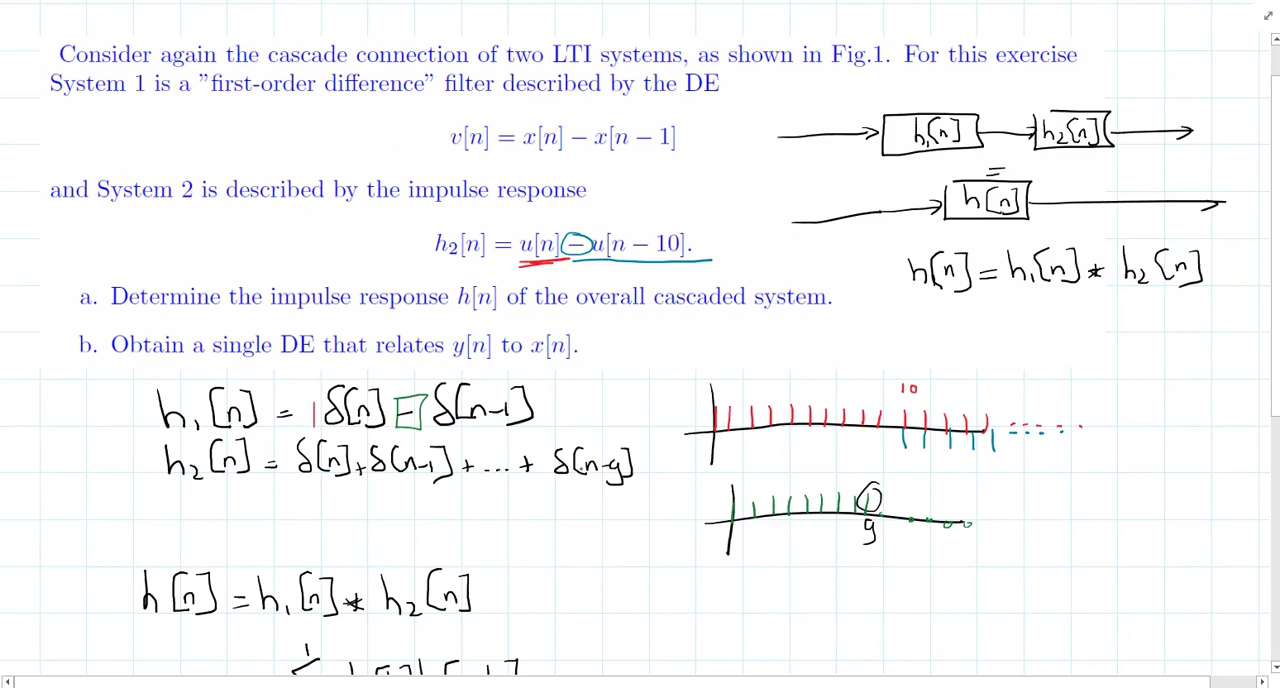 Consider again the cascade connection of two LTI systems, as shown in Fig.1. For this exercise
System 1 is a "first-order difference" filter described by the DE
v[n] = x[n] − x[n − 1]
and System 2 is described by the impulse response
h₂[n] = u[n] − u[n − 10].
a. Determine the impulse response h[n] of the overall cascaded system.
b. Obtain a single DE that relates y[n] to x[n].
h₁[n] h₂[n]
=
h[n]
h[n] = h₁[n] * h₂[n]
h₁[n] = 1δ[n] - δ[n-1]
h₂[n] = δ[n] + δ[n-1] + ... + δ[n-9]
10
9
h[n] = h₁[n] * h₂[n]